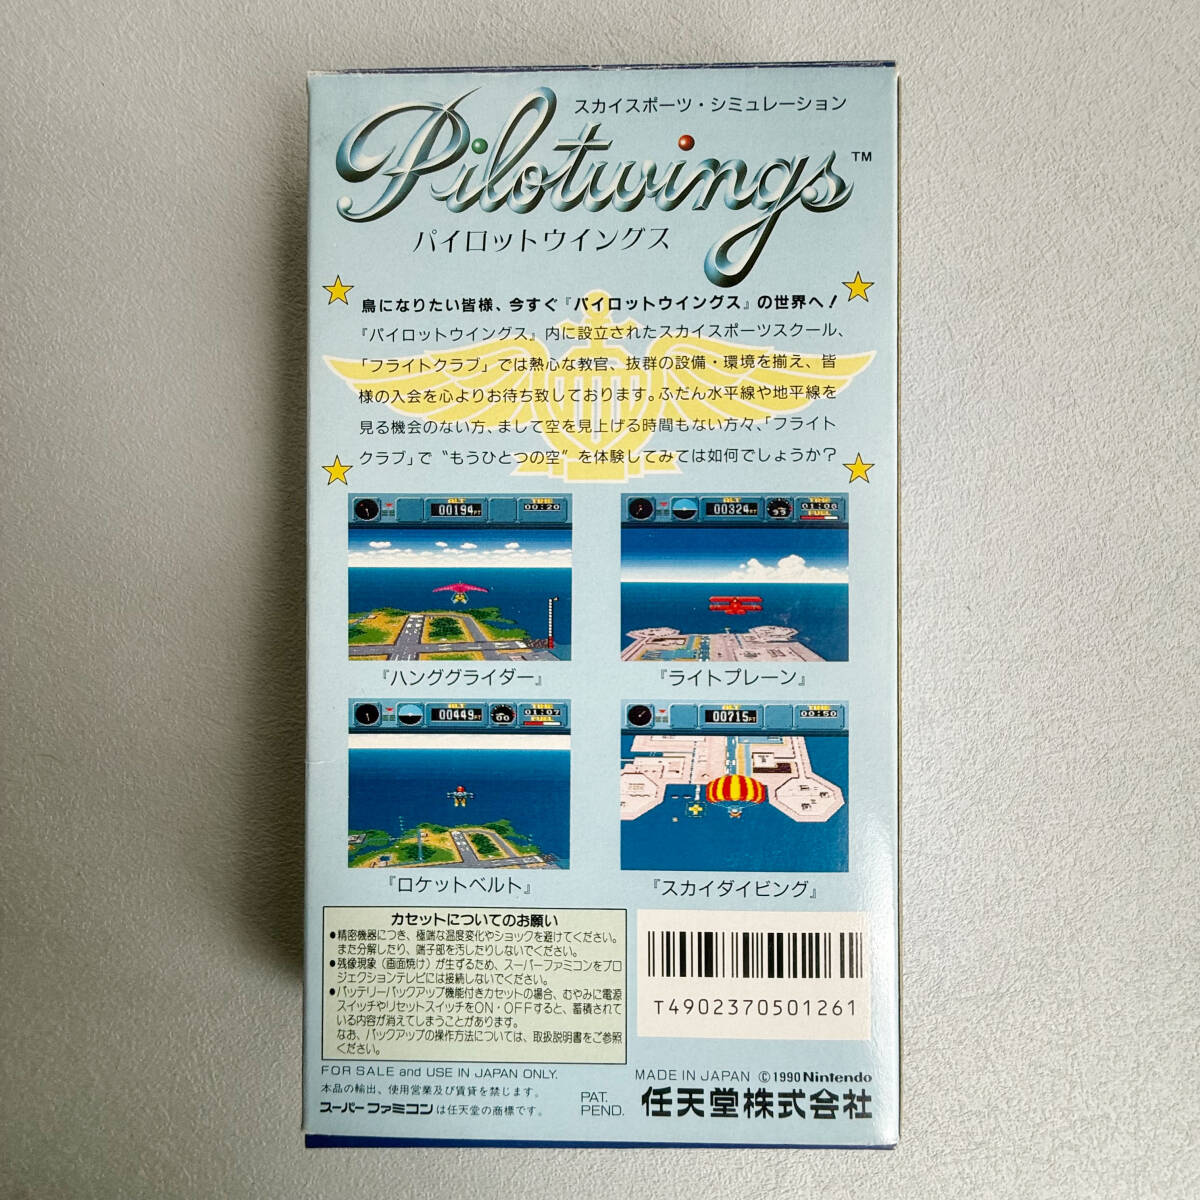 スカイスポーツ・シミュレーション
Pilotwings™
パイロットウイングス
鳥になりたい皆様、今すぐ『パイロットウイングス』の世界へ!
『パイロットウイングス』内に設立されたスカイスポーツスクール、
「フライトクラブ」では熱心な教官、抜群の設備・環境を揃え、皆
様の入会を心よりお待ち致しております。ふだん水平線や地平線を
見る機会のない方、まして空を見上げる時間もない方々、「フライト
クラブ」で“もうひとつの空”を体験してみては如何でしょうか?
ALT TIME
00194FT 00:20
ALT TIME
00324FT 1:06
FUEL
『ハンググライダー』
『ライトプレーン』
ALT TIME
00449FT 00 01:07
FUEL
ALT TIME
00715FT 00:50
『ロケットベルト』
『スカイダイビング』
カセットについてのお願い
●精密機器につき、極端な温度変化やショックを避けてください。
また分解したり、端子部を汚したりしないでください。
●残像現象(画面焼け)が生ずるため、スーパーファミコンをプロ
ジェクションテレビには接続しないでください。
●バッテリーバックアップ機能付きカセットの場合、むやみに電源
スイッチやリセットスイッチをON・OFFすると、蓄積されて
いる内容が消えてしまうことがあります。
なお、バックアップの操作方法については、取扱説明書をご参照
ください。
T4902370501261
FOR SALE and USE IN JAPAN ONLY.
本品の輸出、使用営業及び賃貸を禁じます。
スーパーファミコンは任天堂の商標です。
PAT.
PEND.
MADE IN JAPAN ©1990 Nintendo
任天堂株式会社